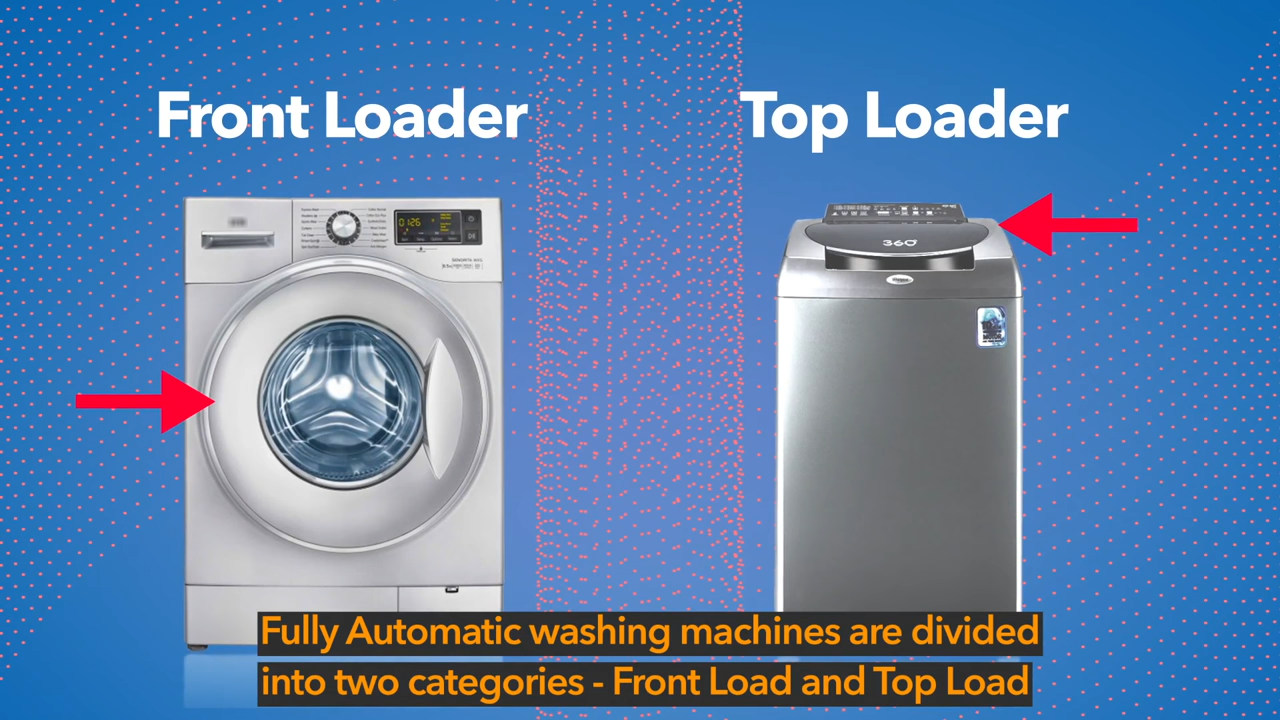 Front Loader
Top Loader
0126
360°
Fully Automatic washing machines are divided
into two categories - Front Load and Top Load